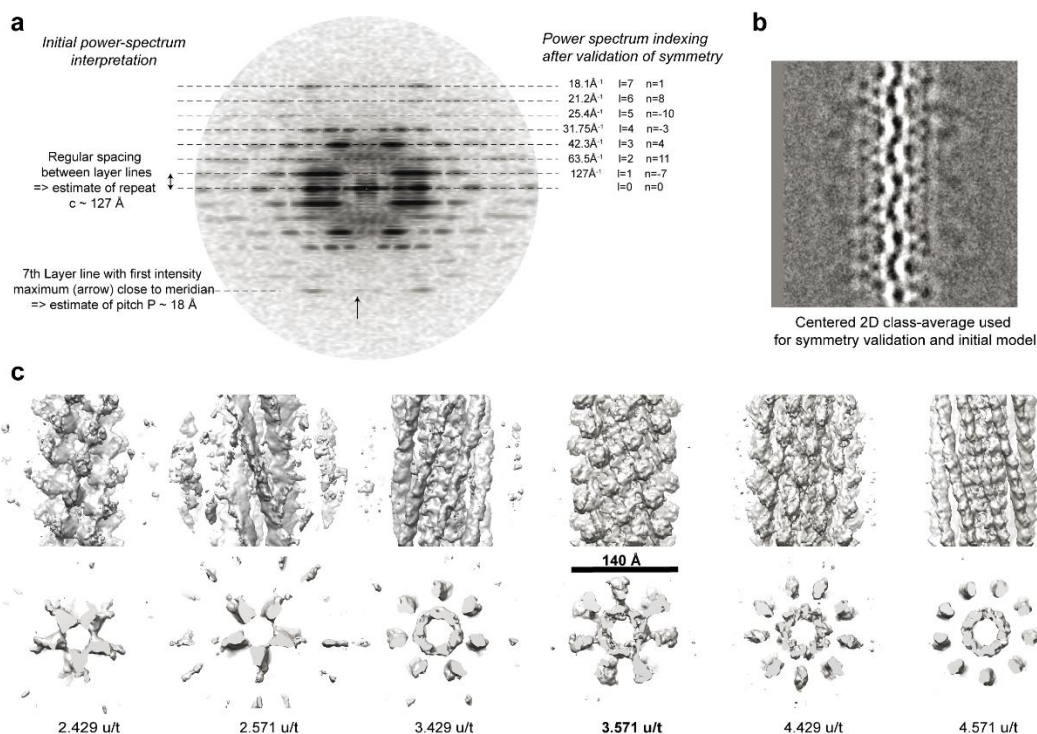 a
Initial power-spectrum
interpretation
Regular spacing
between layer lines
=> estimate of repeat
c ~ 127 Å
7th Layer line with first intensity
maximum (arrow) close to meridian
=> estimate of pitch P ~ 18 Å
Power spectrum indexing
after validation of symmetry
18.1Å⁻¹ l=7 n=1
21.2Å⁻¹ l=6 n=8
25.4Å⁻¹ l=5 n=-10
31.75Å⁻¹ l=4 n=-3
42.3Å⁻¹ l=3 n=4
63.5Å⁻¹ l=2 n=11
127Å⁻¹ l=1 n=-7
l=0 n=0
b
Centered 2D class-average used
for symmetry validation and initial model
c
140 Å
2.429 u/t 2.571 u/t 3.429 u/t 3.571 u/t 4.429 u/t 4.571 u/t